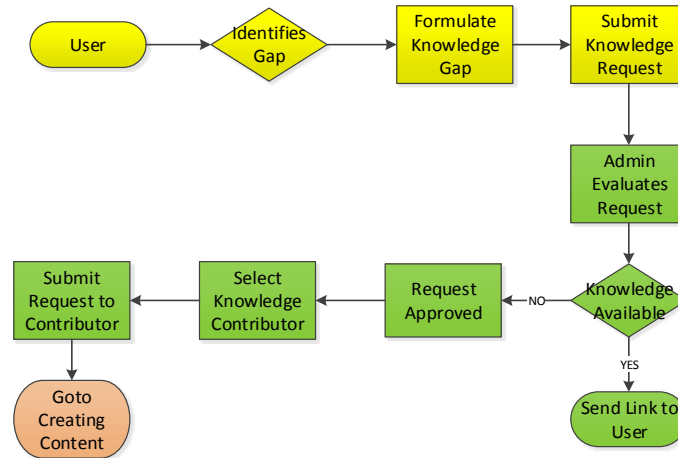 User
Identifies
Gap
Formulate
Knowledge
Gap
Submit
Knowledge
Request
Admin
Evaluates
Request
Knowledge
Available
NO
Request
Approved
Select
Knowledge
Contributor
Submit
Request to
Contributor
Goto
Creating
Content
YES
Send Link to
User